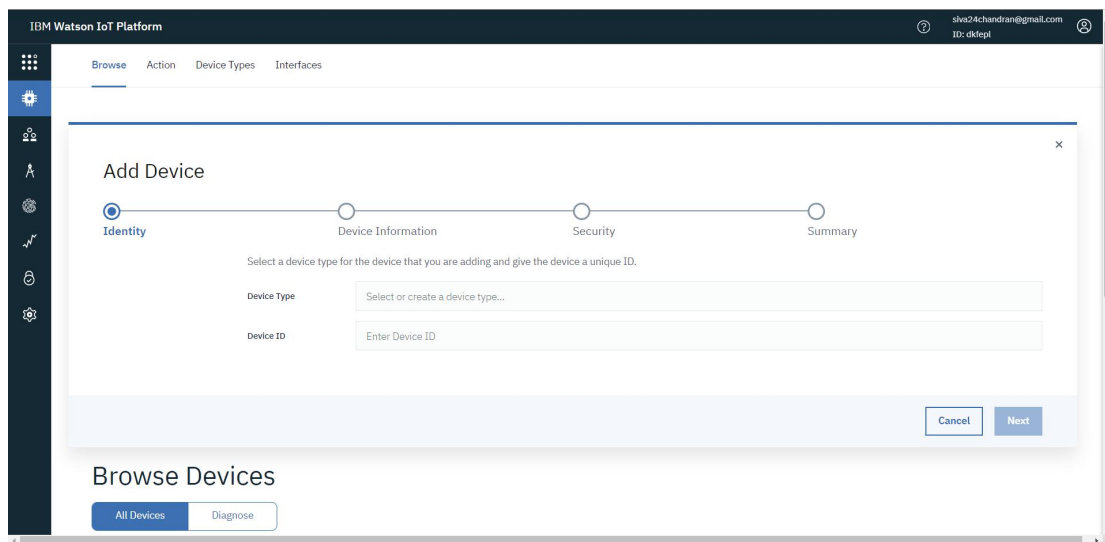 IBM Watson IoT Platform
siva24chandran@gmail.com
ID: dkfepl
Browse Action Device Types Interfaces
Add Device
Identity Device Information Security Summary
Select a device type for the device that you are adding and give the device a unique ID.
Device Type Select or create a device type...
Device ID Enter Device ID
Cancel Next
Browse Devices
All Devices Diagnose